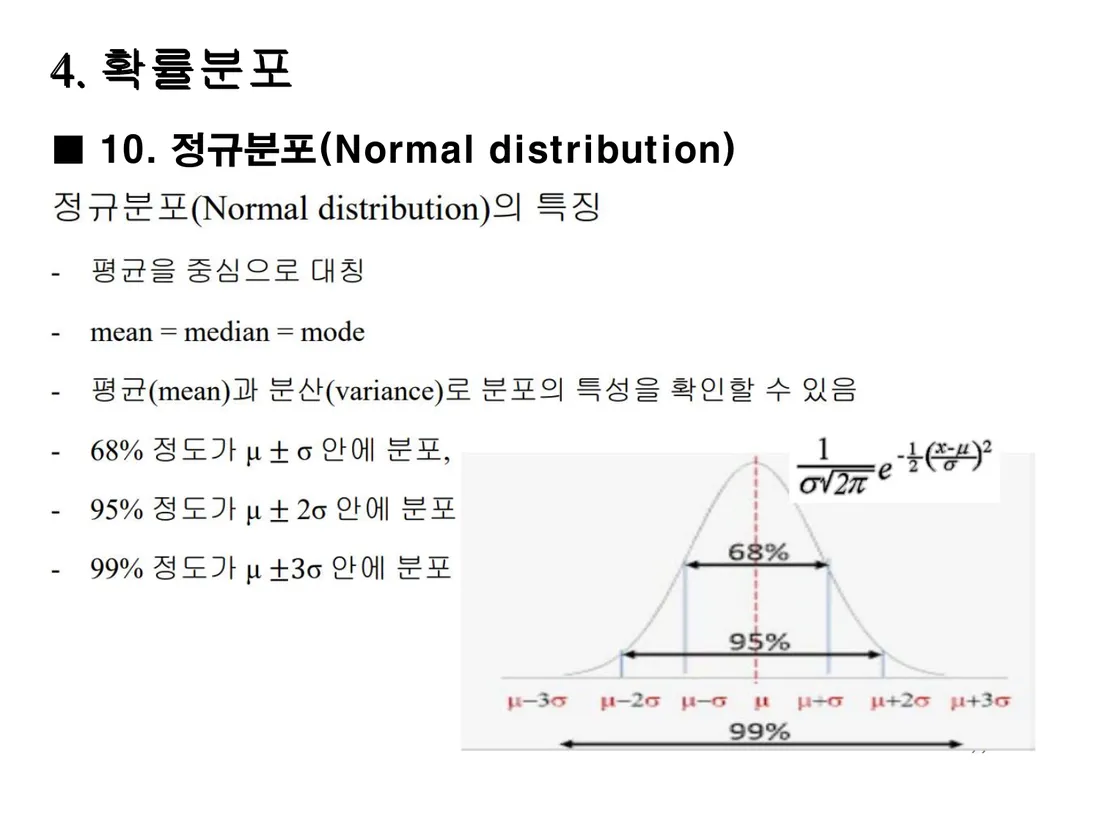 4. 확률분포
■ 10. 정규분포(Normal distribution)
정규분포(Normal distribution)의 특징
- 평균을 중심으로 대칭
- mean = median = mode
- 평균(mean)과 분산(variance)로 분포의 특성을 확인할 수 있음
- 68% 정도가 μ ± σ 안에 분포,
- 95% 정도가 μ ± 2σ 안에 분포
- 99% 정도가 μ ±3σ 안에 분포
1/(σ√2π) e^(-1/2((x-μ)/σ)^2)
68%
95%
μ−3σ μ−2σ μ−σ μ μ+σ μ+2σ μ+3σ
99%